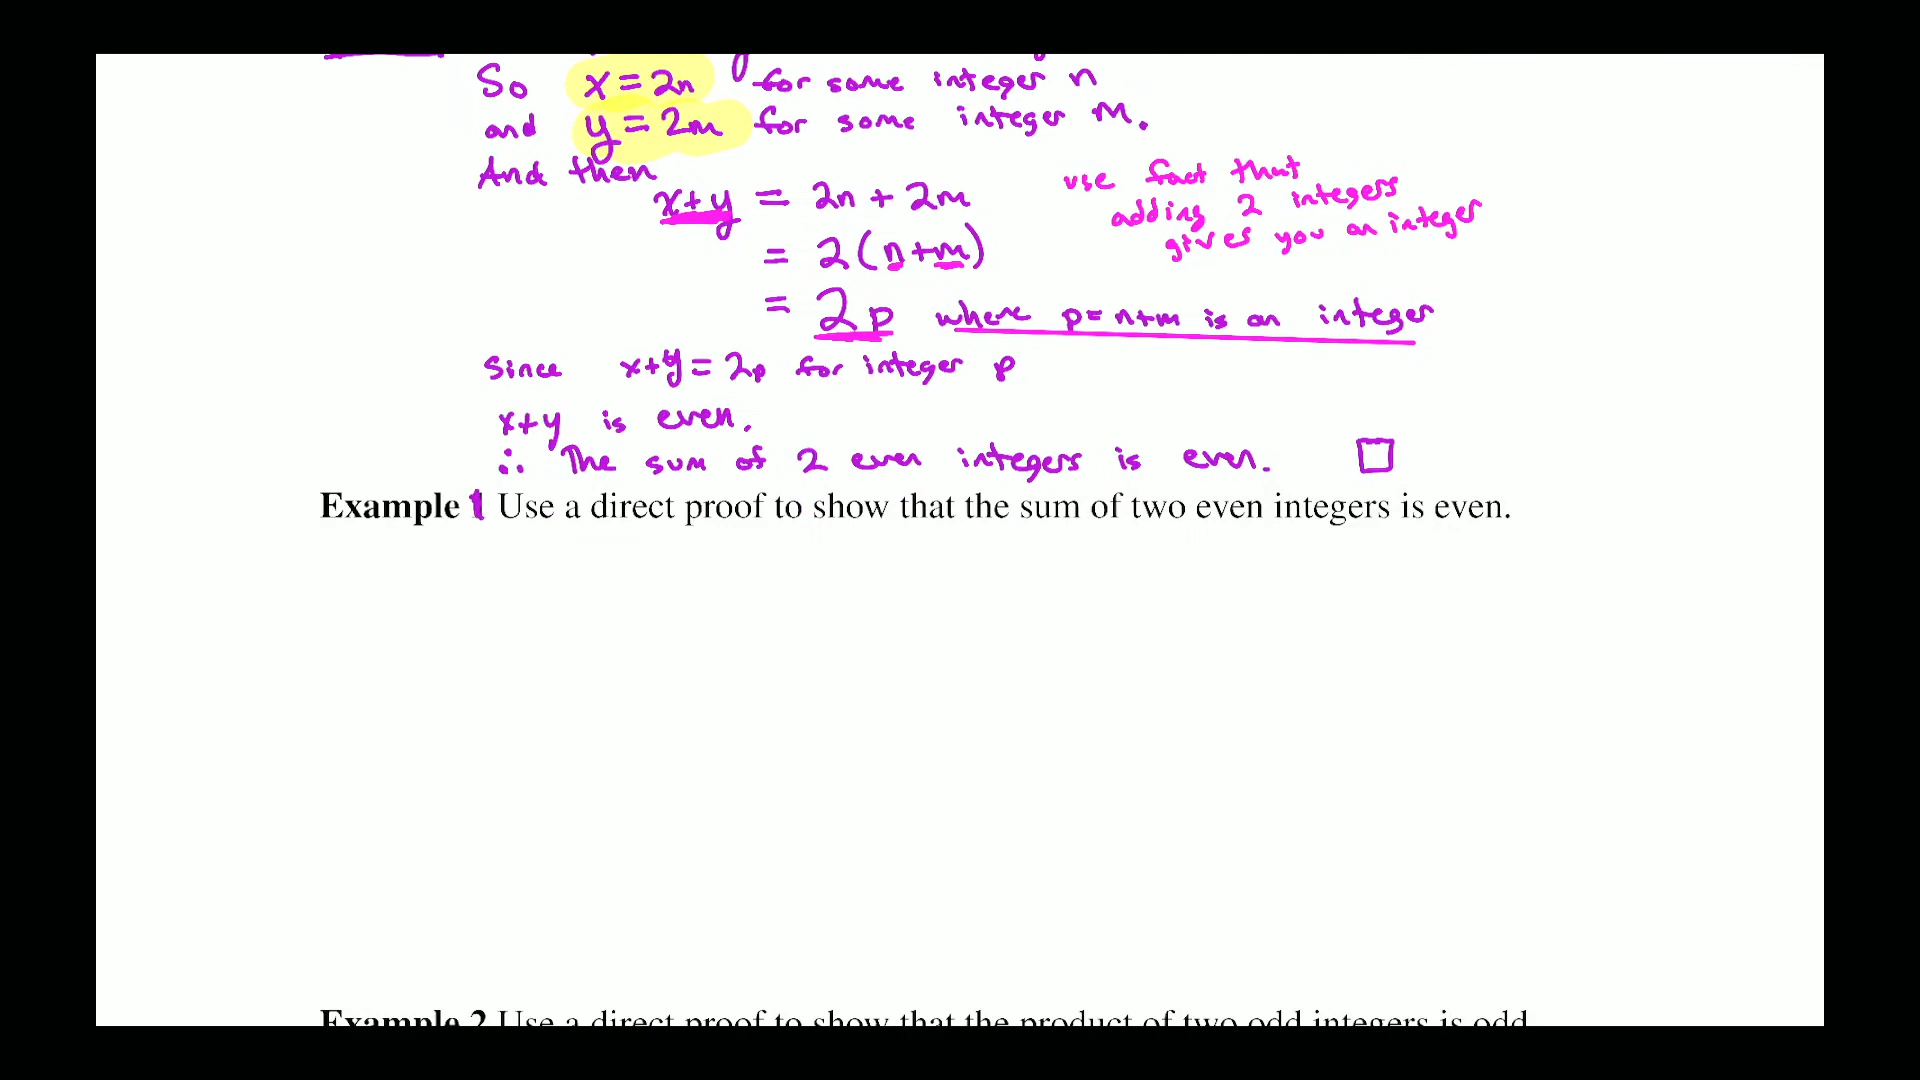 So x = 2n for some integer n
and y = 2m for some integer m.
And then
x+y = 2n + 2m
use fact that
adding 2 integers
gives you an integer
= 2(n+m)
= 2p where p = n+m is an integer
Since x+y = 2p for integer p
x+y is even.
∴ The sum of 2 even integers is even. □
Example 1 Use a direct proof to show that the sum of two even integers is even.
Example 2 Use a direct proof to show that the product of two odd integers is odd